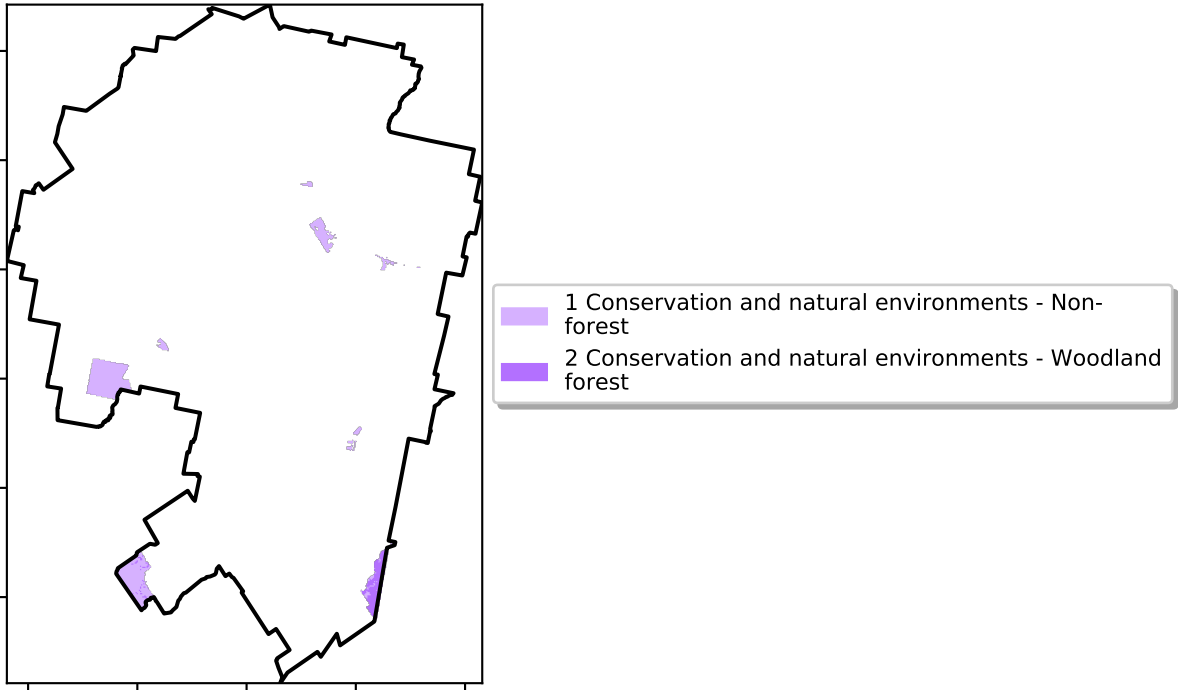 1 Conservation and natural environments - Non-
forest
2 Conservation and natural environments - Woodland
forest